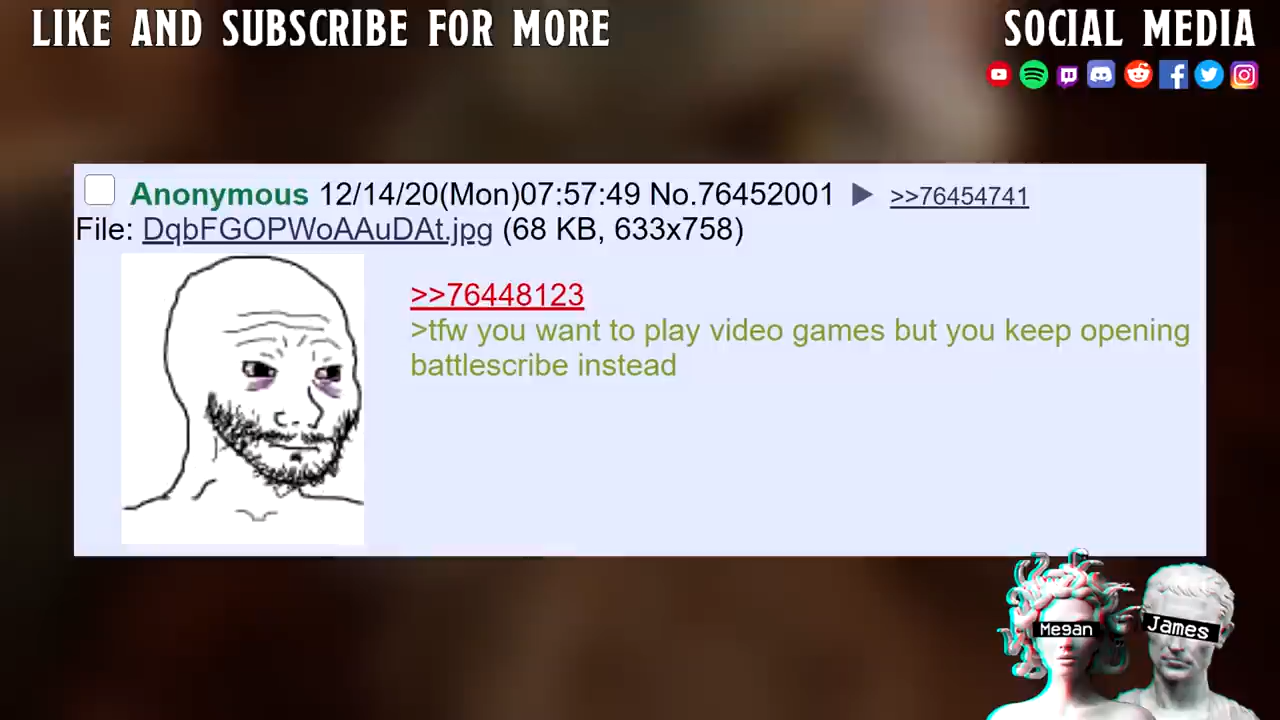 LIKE AND SUBSCRIBE FOR MORE
SOCIAL MEDIA
Anonymous 12/14/20(Mon)07:57:49 No.76452001 ▶ >>76454741
File: DqbFGOPWoAAuDAt.jpg (68 KB, 633x758)
>>76448123
>tfw you want to play video games but you keep opening
battlescribe instead
Megan
James